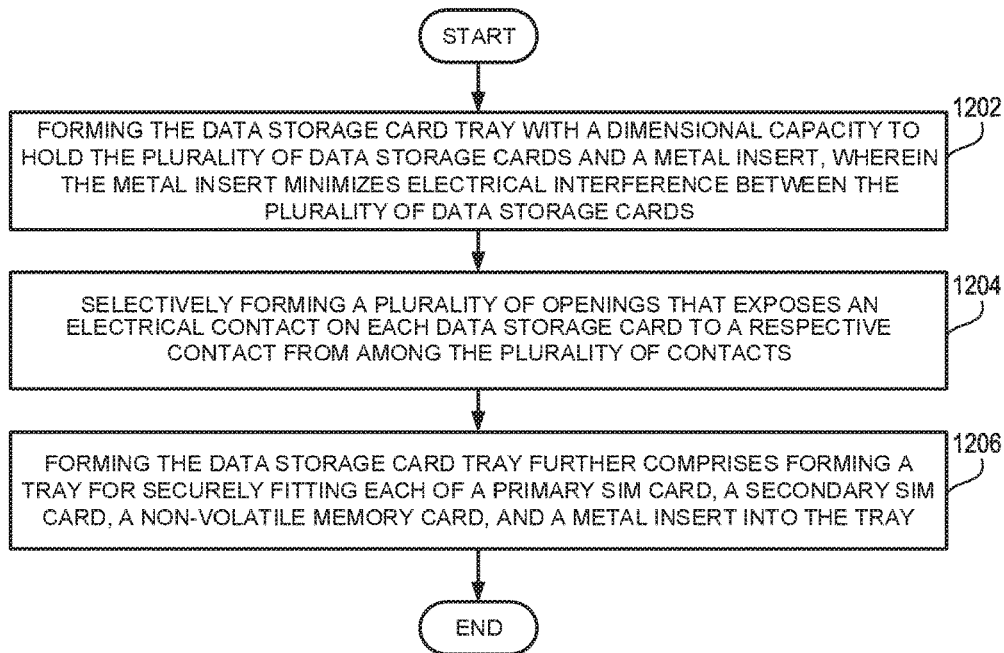 START
1202
FORMING THE DATA STORAGE CARD TRAY WITH A DIMENSIONAL CAPACITY TO
HOLD THE PLURALITY OF DATA STORAGE CARDS AND A METAL INSERT, WHEREIN
THE METAL INSERT MINIMIZES ELECTRICAL INTERFERENCE BETWEEN THE
PLURALITY OF DATA STORAGE CARDS
1204
SELECTIVELY FORMING A PLURALITY OF OPENINGS THAT EXPOSES AN
ELECTRICAL CONTACT ON EACH DATA STORAGE CARD TO A RESPECTIVE
CONTACT FROM AMONG THE PLURALITY OF CONTACTS
1206
FORMING THE DATA STORAGE CARD TRAY FURTHER COMPRISES FORMING A
TRAY FOR SECURELY FITTING EACH OF A PRIMARY SIM CARD, A SECONDARY SIM
CARD, A NON-VOLATILE MEMORY CARD, AND A METAL INSERT INTO THE TRAY
END